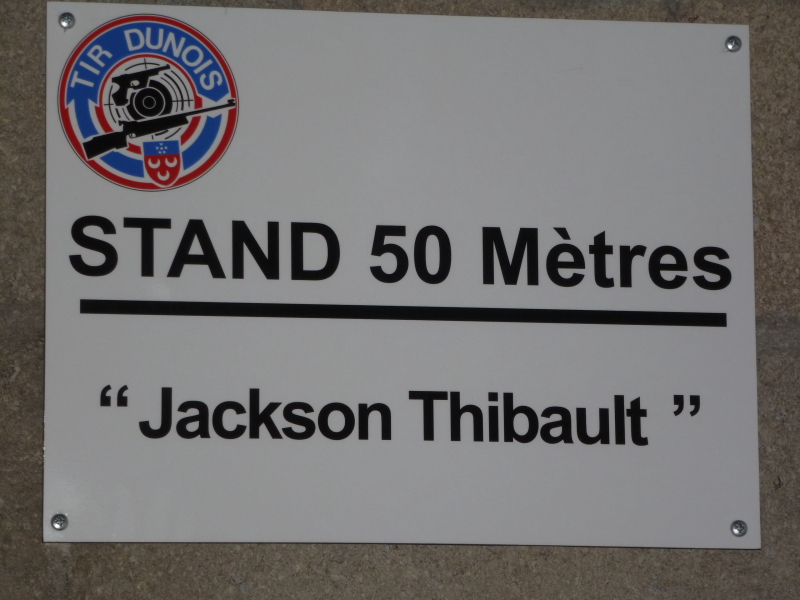 TIR DUNOIS
STAND 50 Mètres
“ Jackson Thibault ”